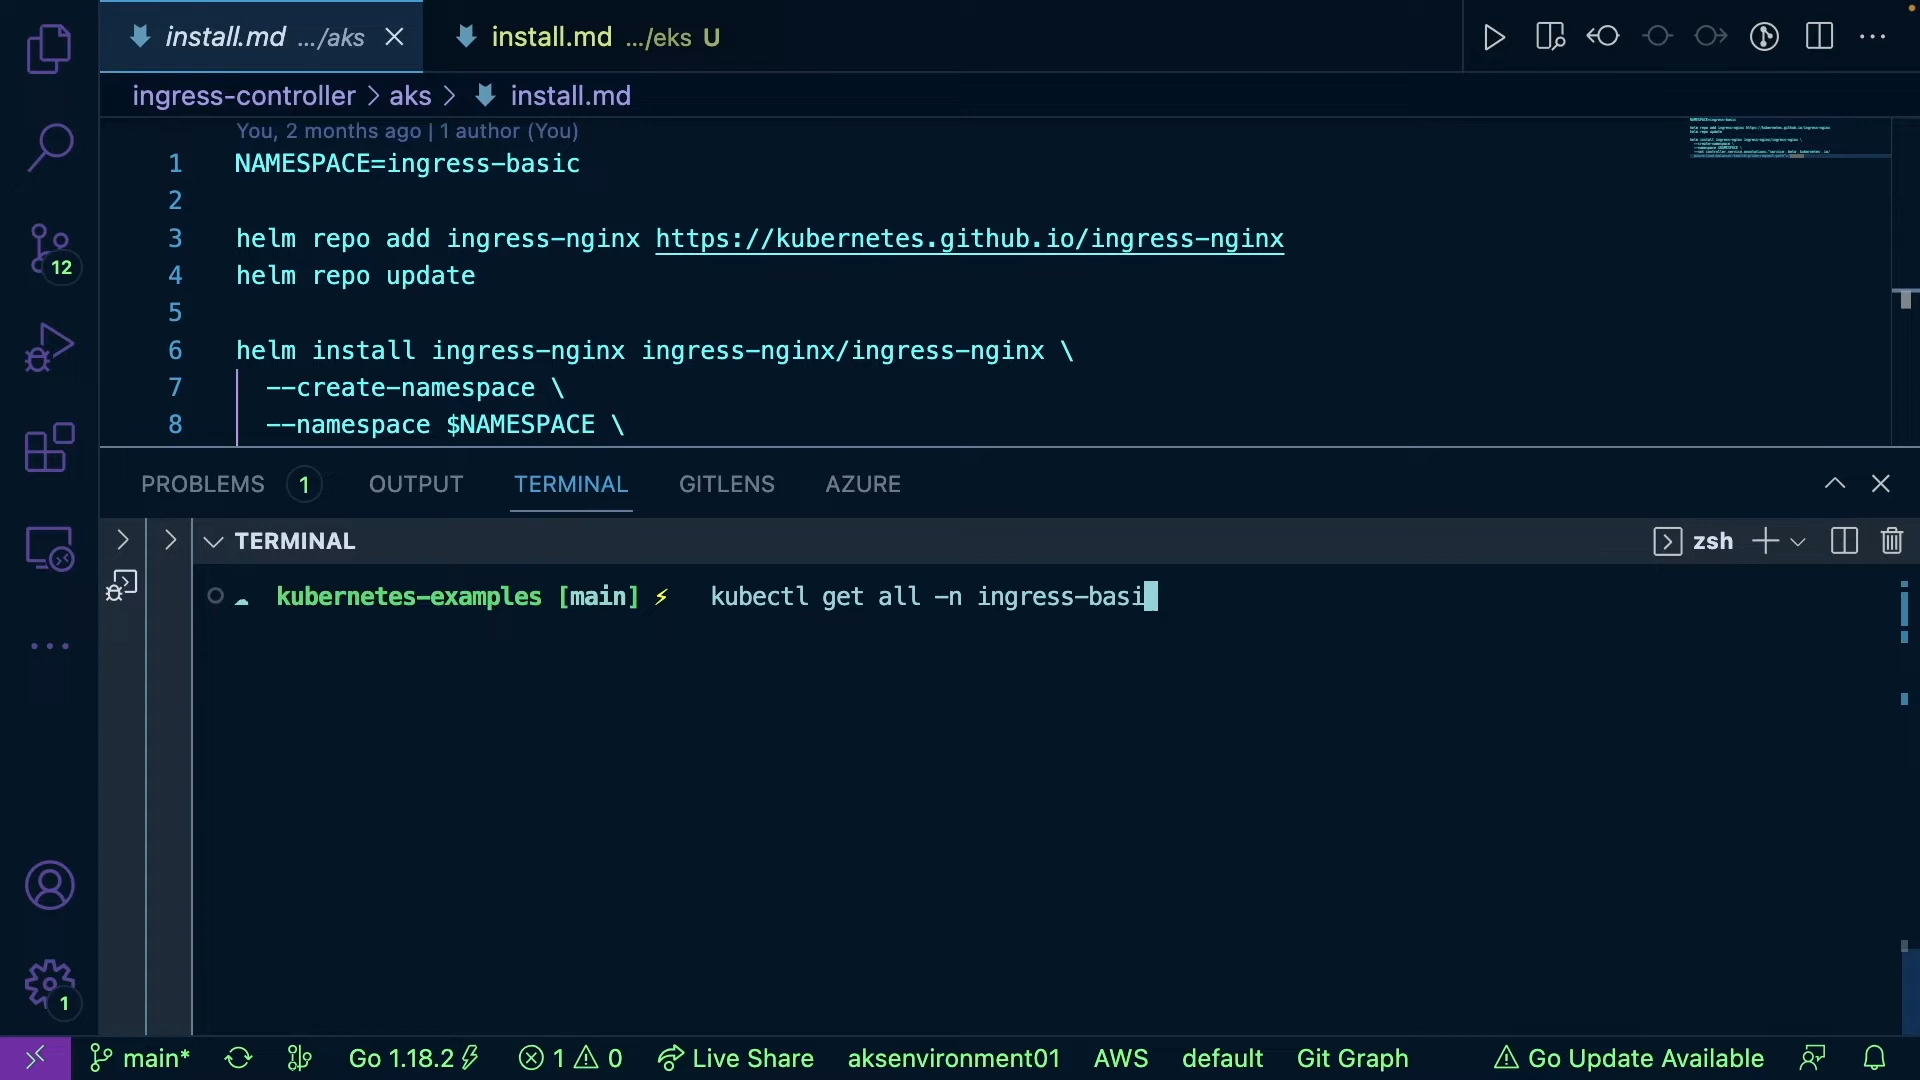 install.md .../aks
install.md .../eks U
ingress-controller > aks > install.md
You, 2 months ago | 1 author (You)
1 NAMESPACE=ingress-basic
2
3 helm repo add ingress-nginx https://kubernetes.github.io/ingress-nginx
4 helm repo update
5
6 helm install ingress-nginx ingress-nginx/ingress-nginx \
7 --create-namespace \
8 --namespace $NAMESPACE \
12
PROBLEMS 1 OUTPUT TERMINAL GITLENS AZURE
TERMINAL
zsh
kubernetes-examples [main] ⚡ kubectl get all -n ingress-basi
1
main* Go 1.18.2 1 0 Live Share aksenvironment01 AWS default Git Graph Go Update Available